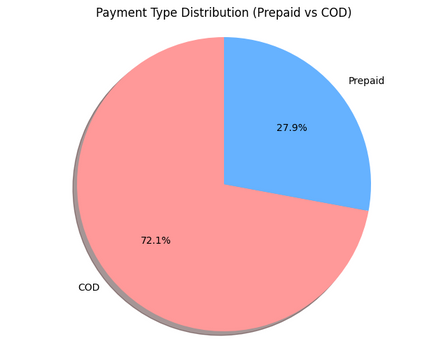 Payment Type Distribution (Prepaid vs COD)
Prepaid
27.9%
72.1%
COD